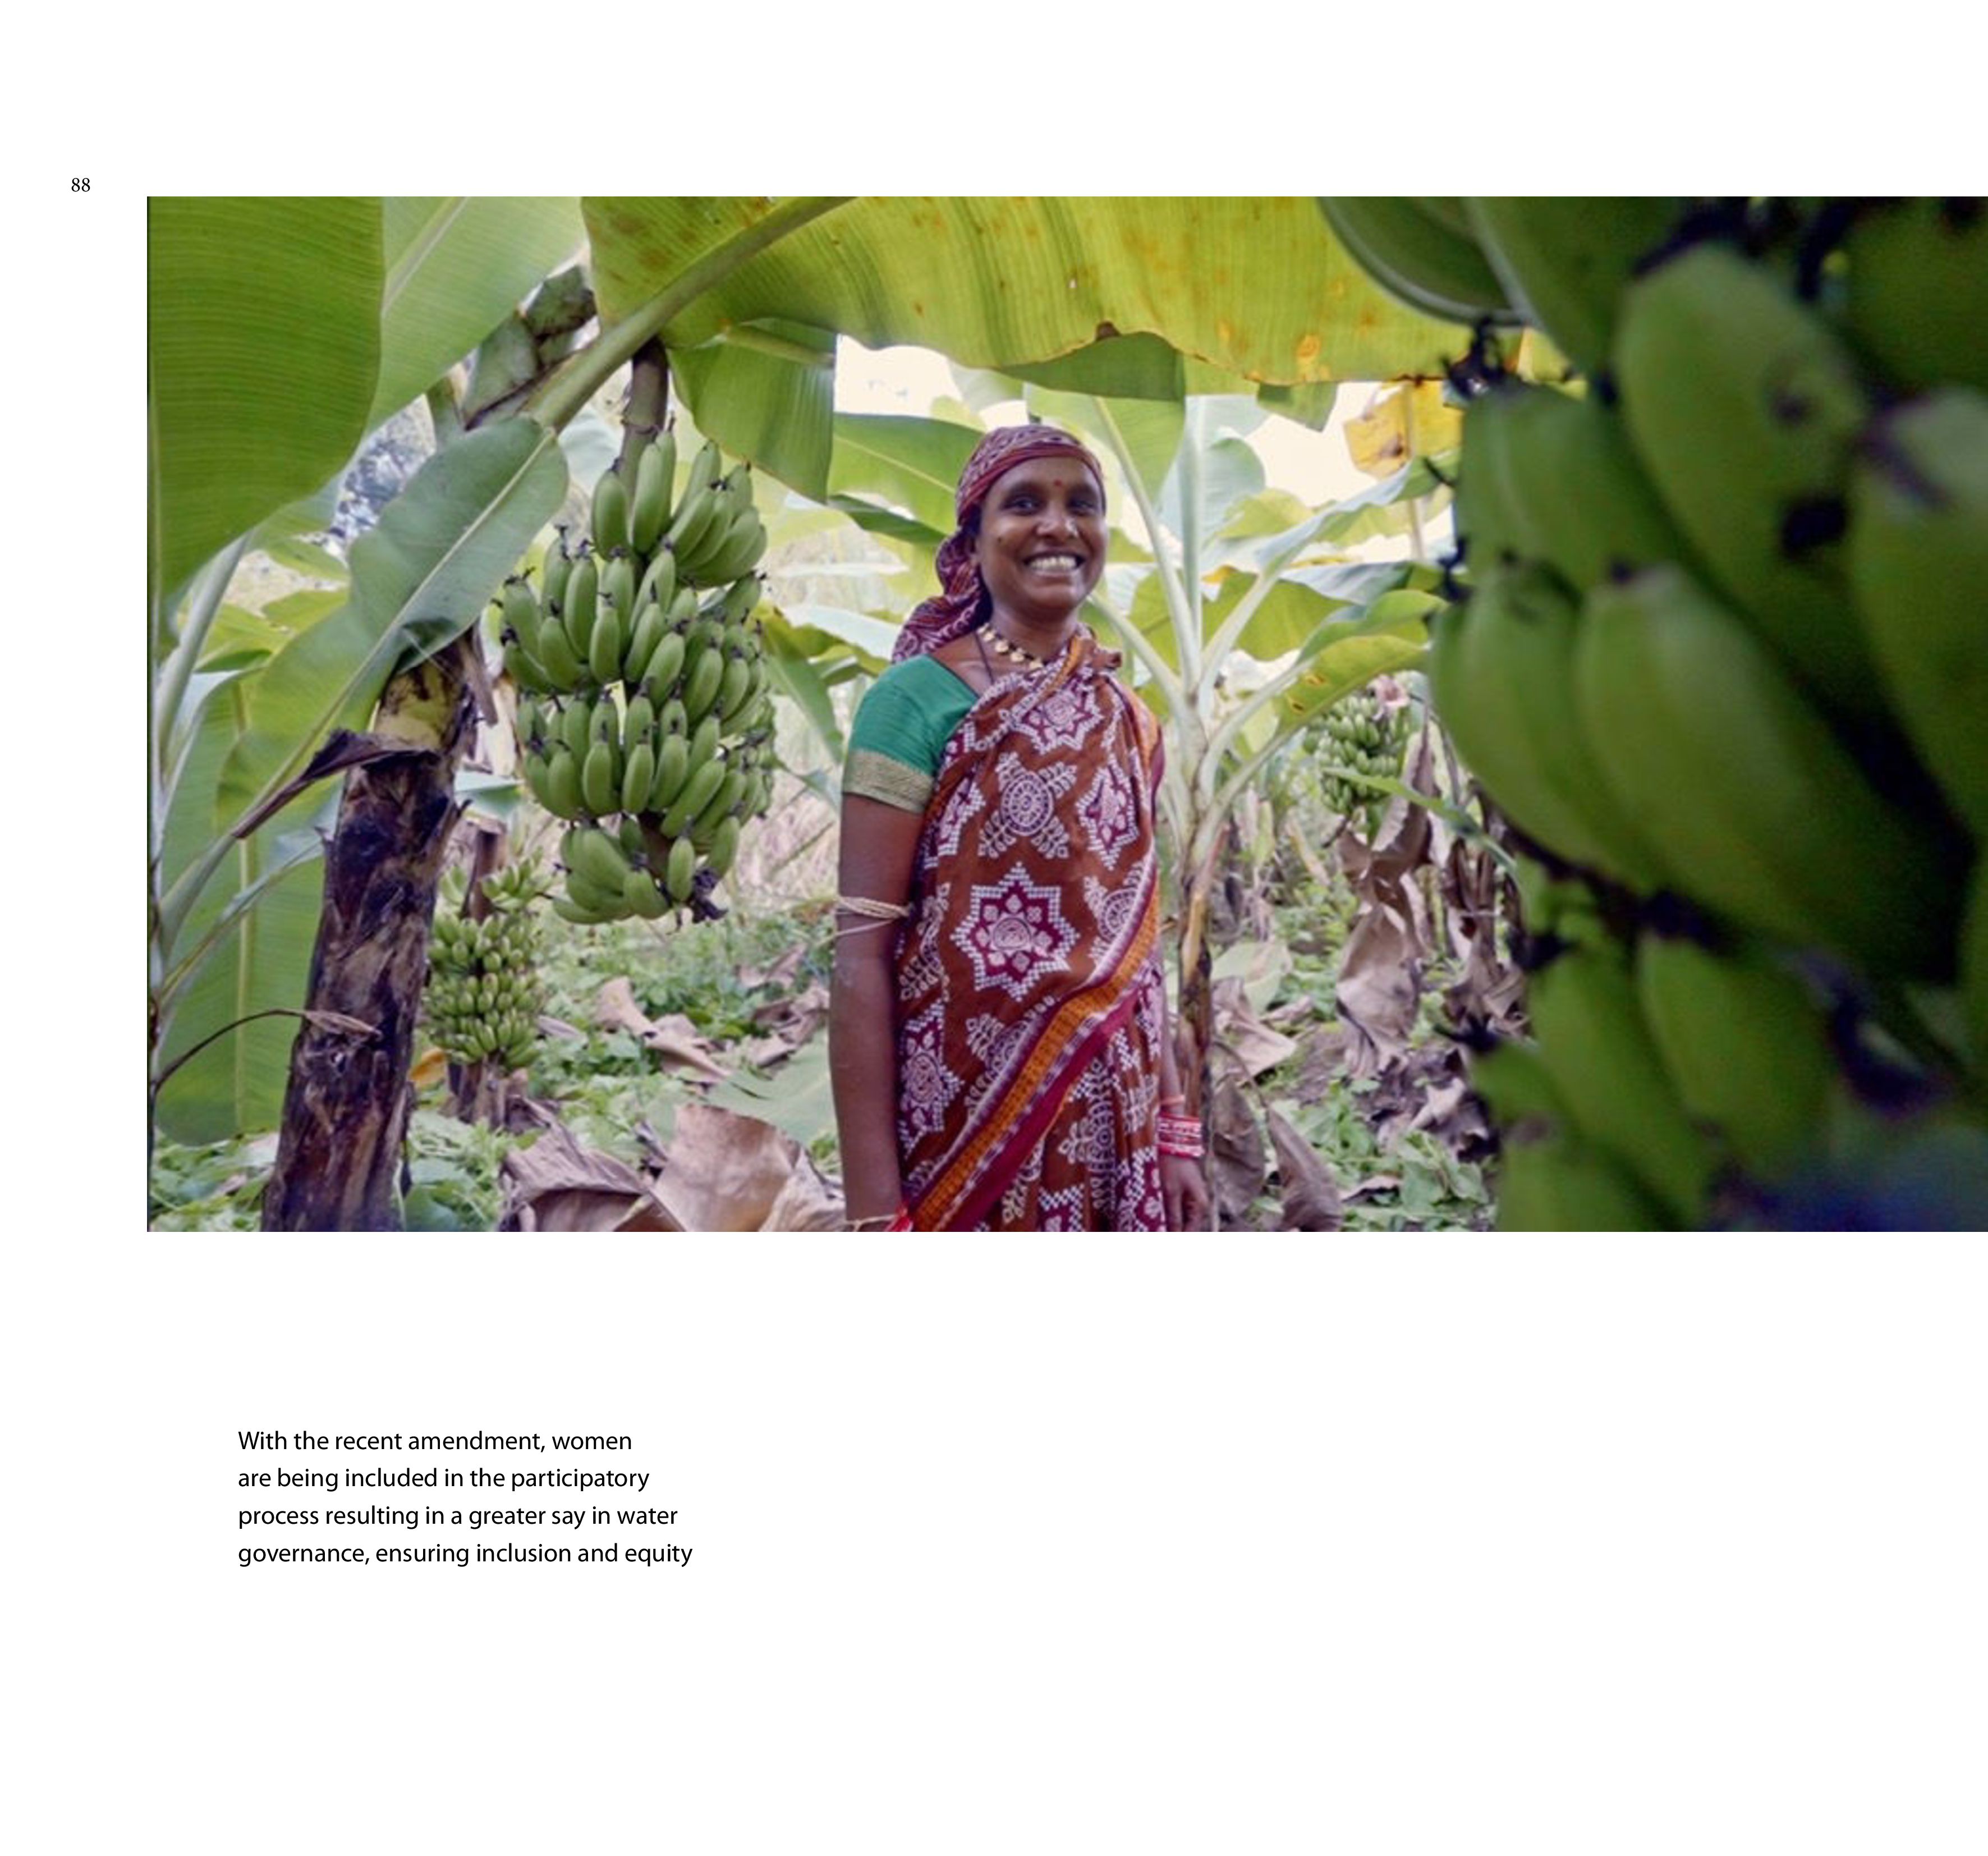 88
With the recent amendment, women
are being included in the participatory
process resulting in a greater say in water
governance, ensuring inclusion and equity